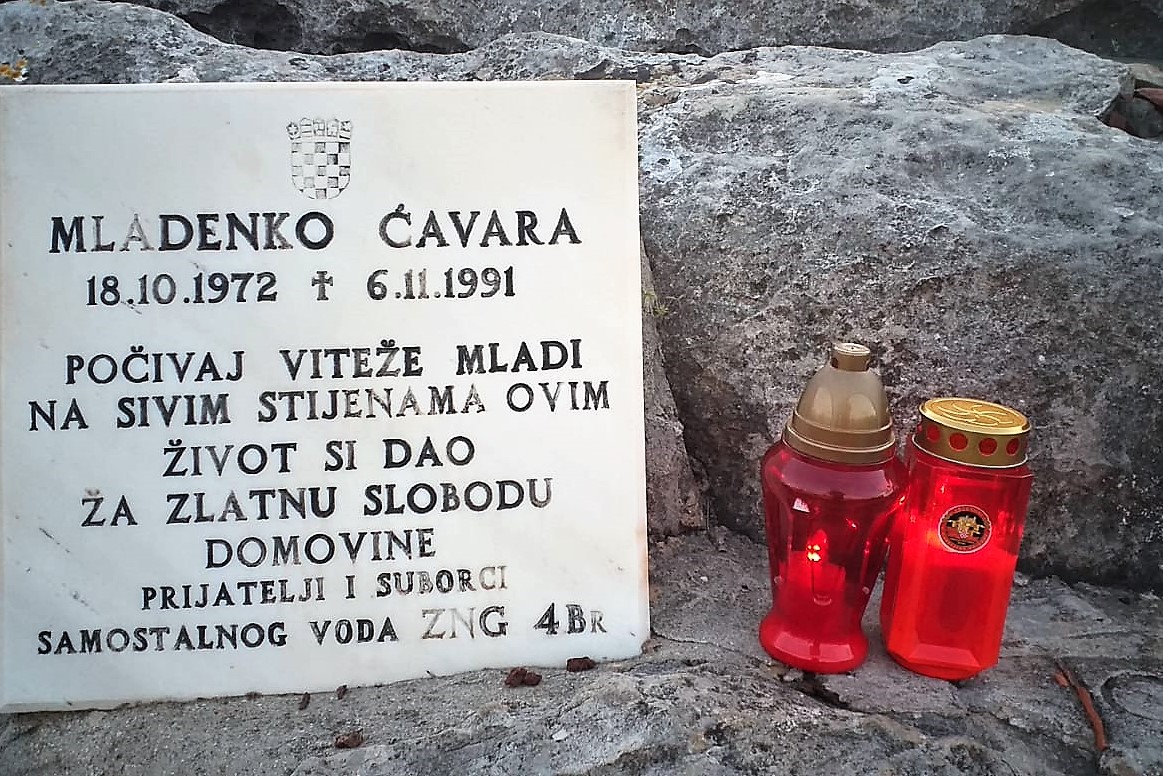 MLADENKO ĆAVARA
18.10.1972 ✝ 6.11.1991
POČIVAJ VITEŽE MLADI
NA SIVIM STIJENAMA OVIM
ŽIVOT SI DAO
ŽA ZLATNU SLOBODU
DOMOVINE
PRIJATELJI I SUBORCI
SAMOSTALNOG VODA ZNG 4BR